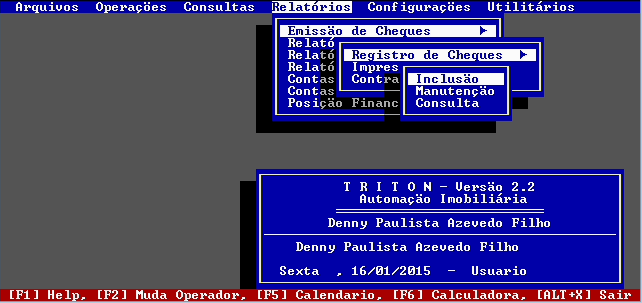 Arquivos Operações Consultas Relatórios Configurações Utilitários
Emissão de Cheques
Relató
Relató Registro de Cheques
Relató Impres
Contas Contra Inclusão
Contas Manutenção
Posição Financ Consulta
T R I T O N - Versão 2.2
Automação Imobiliária
Denny Paulista Azevedo Filho
Denny Paulista Azevedo Filho
Sexta , 16/01/2015 - Usuario
[F1] Help, [F2] Muda Operador, [F5] Calendario, [F6] Calculadora, [ALT+X] Sair